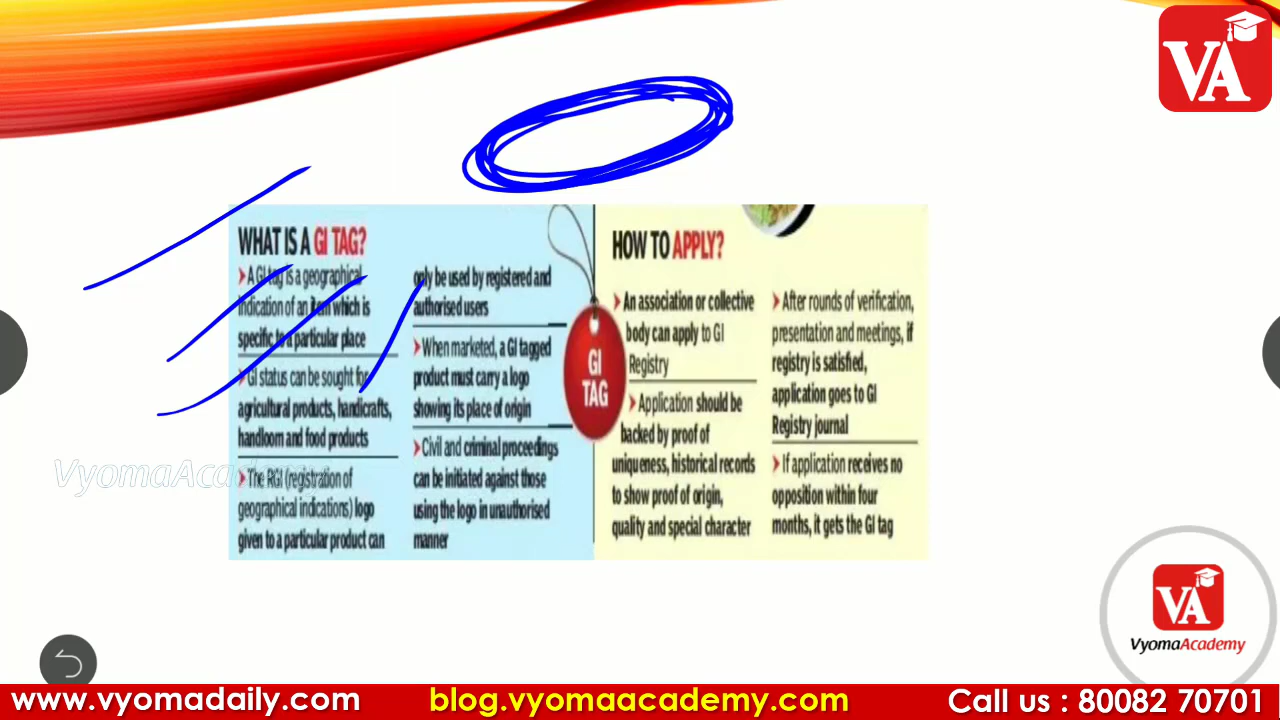 VA
WHAT IS A GI TAG?
A GI tag is a geographical
indication of an item which is
specific to a particular place
GI status can be sought for
agricultural products, handicrafts,
handloom and food products
The RGI (registration of
geographical indications) logo
given to a particular product can
only be used by registered and
authorised users
When marketed, a GI tagged
product must carry a logo
showing its place of origin
Civil and criminal proceedings
can be initiated against those
using the logo in unauthorised
manner
GI
TAG
HOW TO APPLY?
An association or collective
body can apply to GI
Registry
Application should be
backed by proof of
uniqueness, historical records
to show proof of origin,
quality and special character
After rounds of verification,
presentation and meetings, if
registry is satisfied,
application goes to GI
Registry journal
If application receives no
opposition within four
months, it gets the GI tag
VyomaAcademy
VA
VyomaAcademy
www.vyomadaily.com
blog.vyomaacademy.com
Call us : 80082 70701